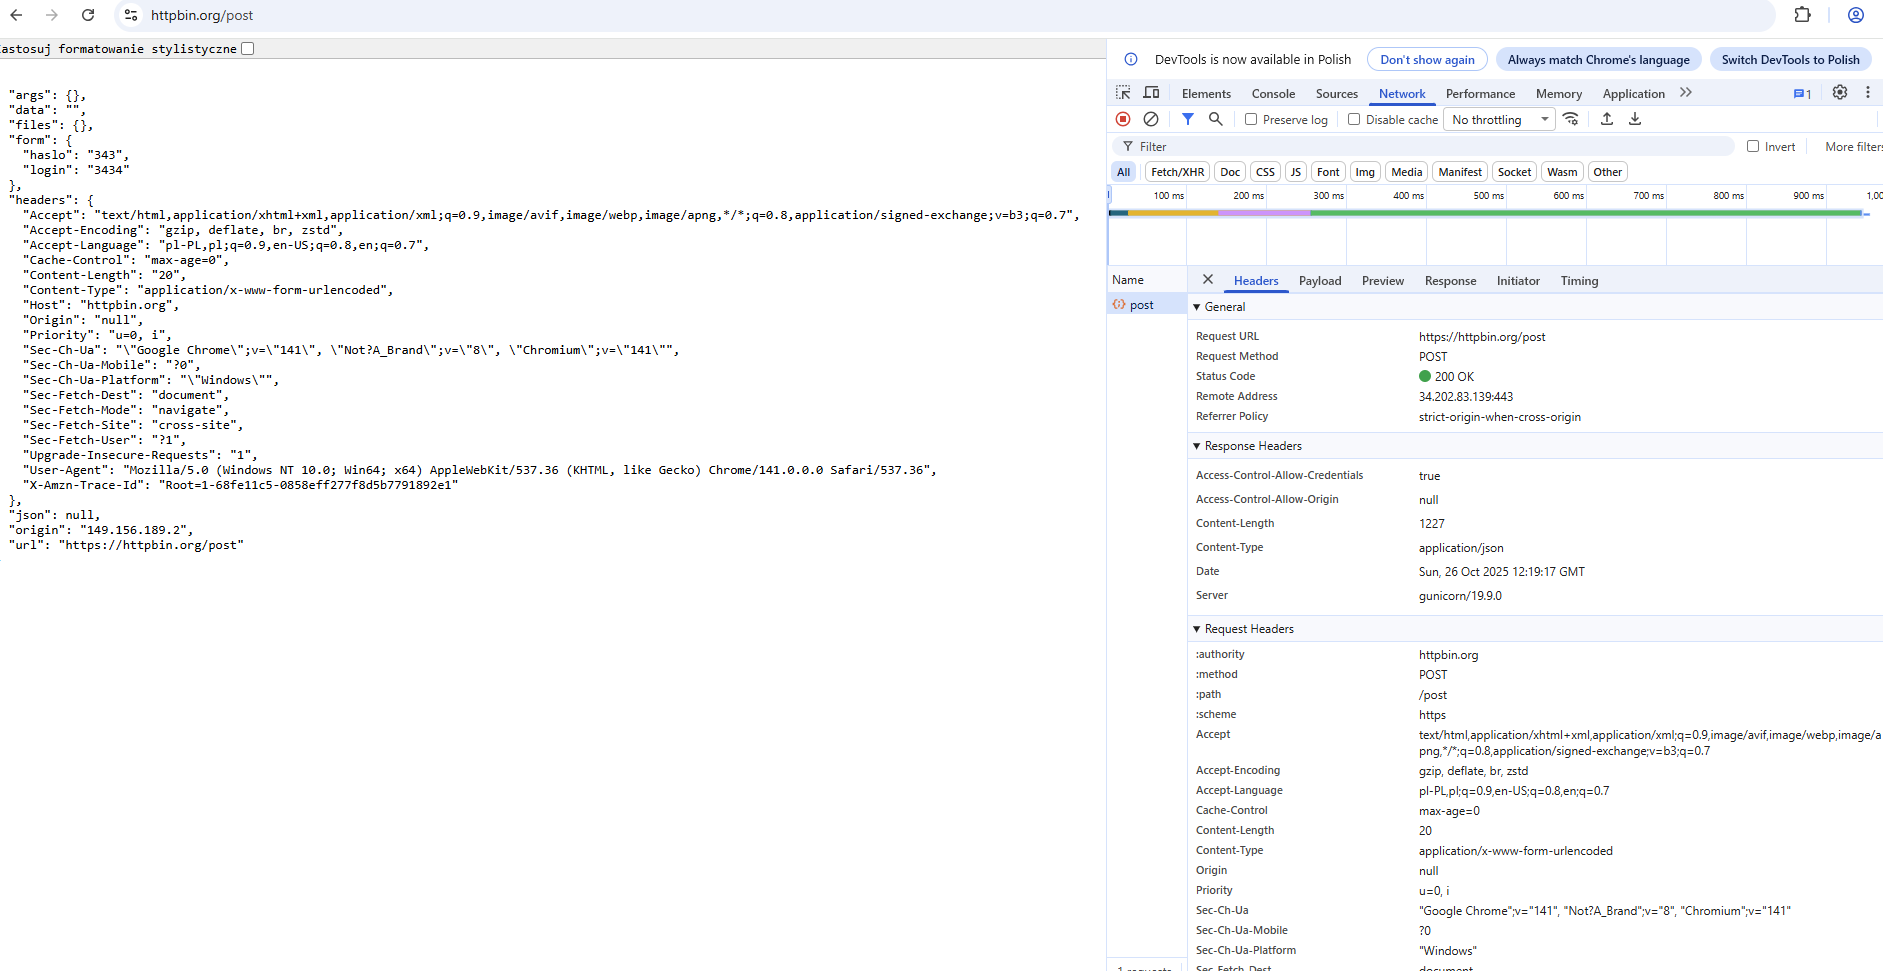 httpbin.org/post
astosuj formatowanie stylistyczne
"args": {},
"data": "",
"files": {},
"form": {
"haslo": "343",
"login": "3434"
},
"headers": {
"Accept": "text/html,application/xhtml+xml,application/xml;q=0.9,image/avif,image/webp,image/apng,*/*;q=0.8,application/signed-exchange;v=b3;q=0.7",
"Accept-Encoding": "gzip, deflate, br, zstd",
"Accept-Language": "pl-PL,pl;q=0.9,en-US;q=0.8,en;q=0.7",
"Cache-Control": "max-age=0",
"Content-Length": "20",
"Content-Type": "application/x-www-form-urlencoded",
"Host": "httpbin.org",
"Origin": "null",
"Priority": "u=0, i",
"Sec-Ch-Ua": "\"Google Chrome\";v=\"141\", \"Not?A_Brand\";v=\"8\", \"Chromium\";v=\"141\"",
"Sec-Ch-Ua-Mobile": "?0",
"Sec-Ch-Ua-Platform": "\"Windows\"",
"Sec-Fetch-Dest": "document",
"Sec-Fetch-Mode": "navigate",
"Sec-Fetch-Site": "cross-site",
"Sec-Fetch-User": "?1",
"Upgrade-Insecure-Requests": "1",
"User-Agent": "Mozilla/5.0 (Windows NT 10.0; Win64; x64) AppleWebKit/537.36 (KHTML, like Gecko) Chrome/141.0.0.0 Safari/537.36",
"X-Amzn-Trace-Id": "Root=1-68fe11c5-0858eff277f8d5b7791892e1"
},
"json": null,
"origin": "149.156.189.2",
"url": "https://httpbin.org/post"
DevTools is now available in Polish Don't show again Always match Chrome's language Switch DevTools to Polish
Elements Console Sources Network Performance Memory Application 1
Preserve log Disable cache No throttling
Filter Invert More filters
All Fetch/XHR Doc CSS JS Font Img Media Manifest Socket Wasm Other
100 ms 200 ms 300 ms 400 ms 500 ms 600 ms 700 ms 800 ms 900 ms 1,00
Name Headers Payload Preview Response Initiator Timing
post
General
Request URL https://httpbin.org/post
Request Method POST
Status Code 200 OK
Remote Address 34.202.83.139:443
Referrer Policy strict-origin-when-cross-origin
Response Headers
Access-Control-Allow-Credentials true
Access-Control-Allow-Origin null
Content-Length 1227
Content-Type application/json
Date Sun, 26 Oct 2025 12:19:17 GMT
Server gunicorn/19.9.0
Request Headers
:authority httpbin.org
:method POST
:path /post
:scheme https
Accept text/html,application/xhtml+xml,application/xml;q=0.9,image/avif,image/webp,image/a
png,*/*;q=0.8,application/signed-exchange;v=b3;q=0.7
Accept-Encoding gzip, deflate, br, zstd
Accept-Language pl-PL,pl;q=0.9,en-US;q=0.8,en;q=0.7
Cache-Control max-age=0
Content-Length 20
Content-Type application/x-www-form-urlencoded
Origin null
Priority u=0, i
Sec-Ch-Ua "Google Chrome";v="141", "Not?A_Brand";v="8", "Chromium";v="141"
Sec-Ch-Ua-Mobile ?0
Sec-Ch-Ua-Platform "Windows"
1 requests Sec-Fetch-Dest document